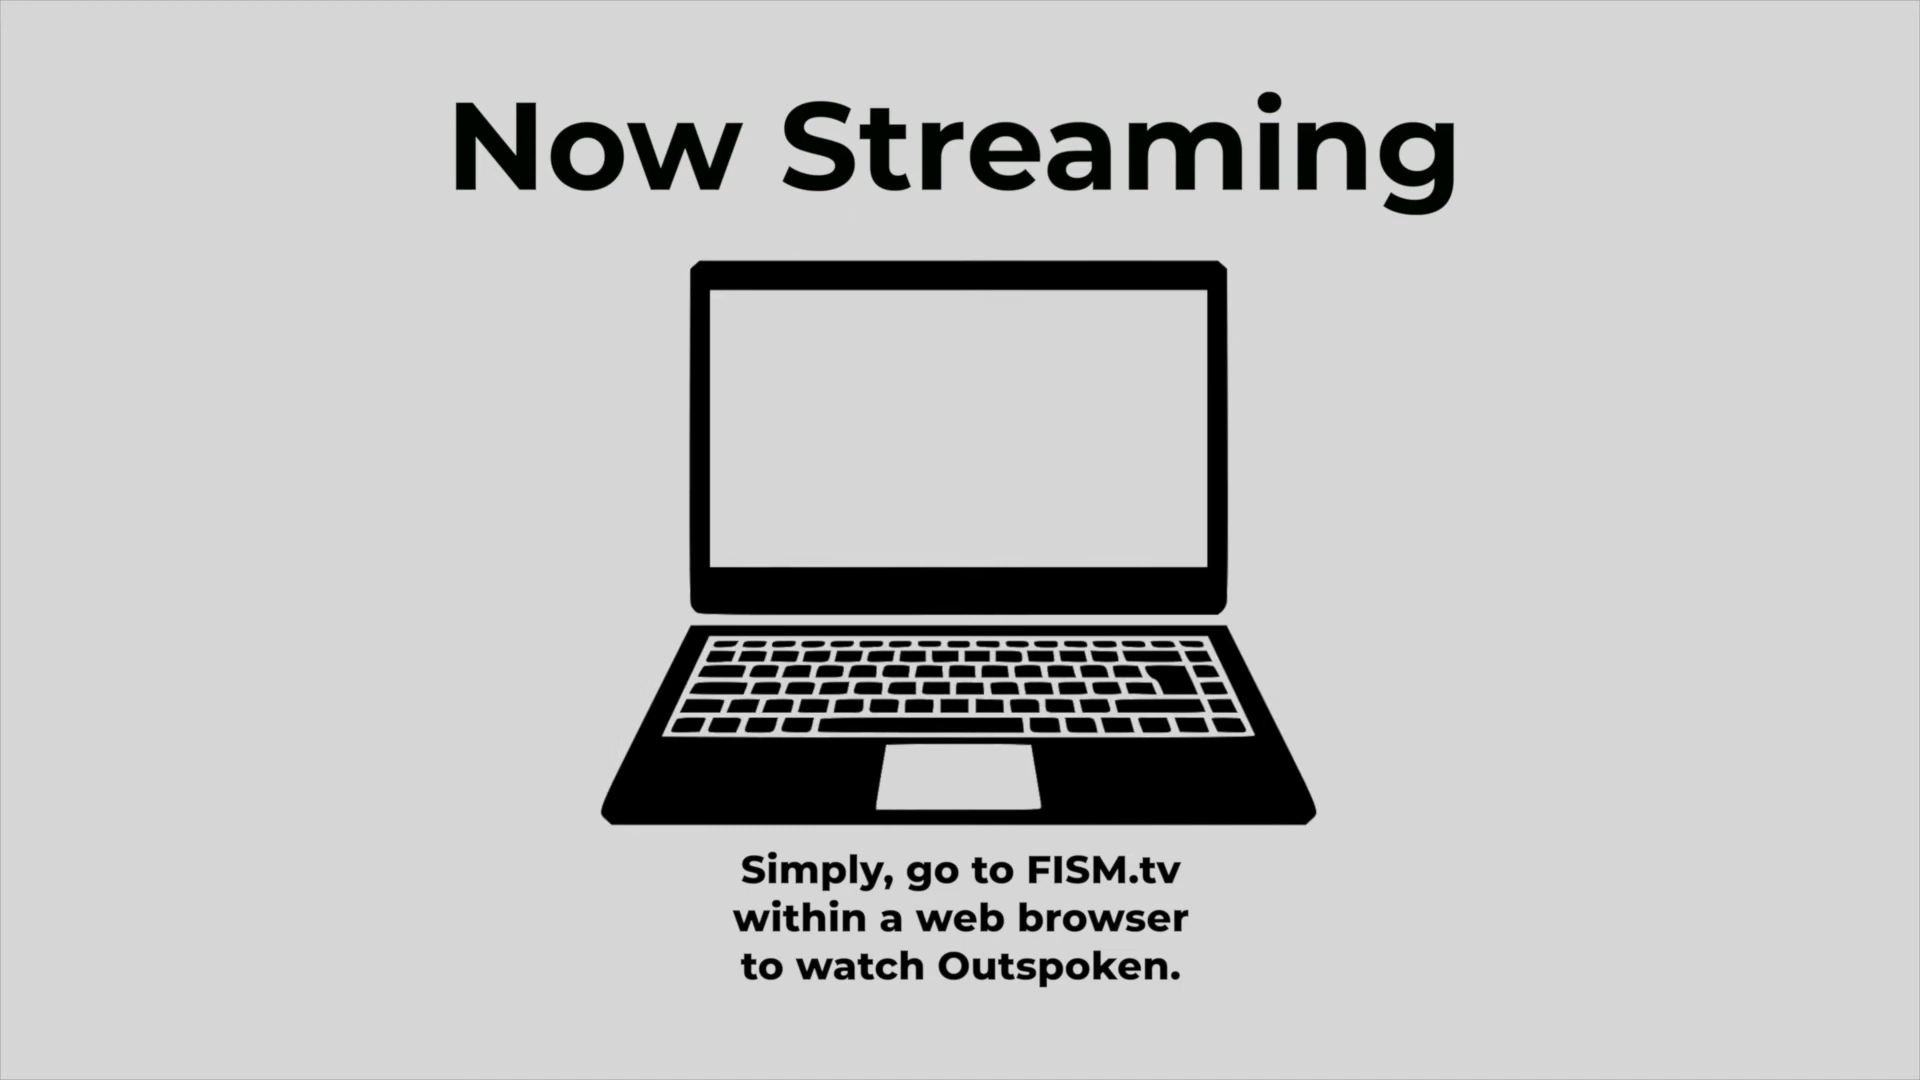 Now Streaming
Simply, go to FISM.tv
within a web browser
to watch Outspoken.